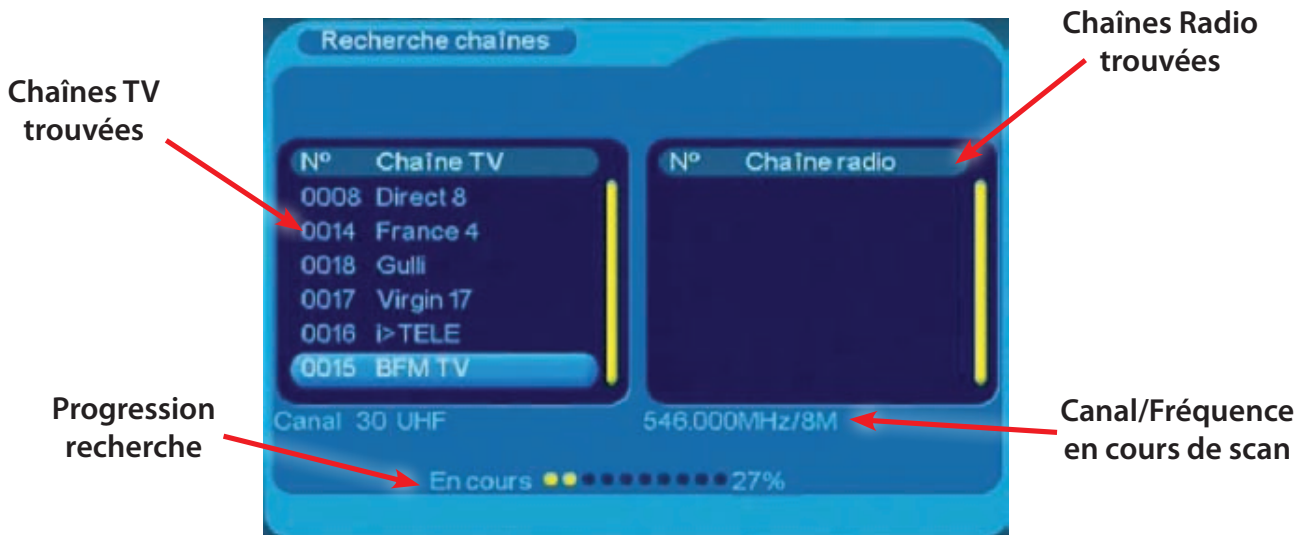 Recherche chaînes
Chaînes Radio
trouvées
Chaînes TV
trouvées
N° Chaîne TV
0008 Direct 8
0014 France 4
0018 Gulli
0017 Virgin 17
0016 i>TELE
0015 BFM TV
N° Chaîne radio
Canal 30 UHF
546.000MHz/8M
Progression
recherche
Canal/Fréquence
en cours de scan
En cours 27%